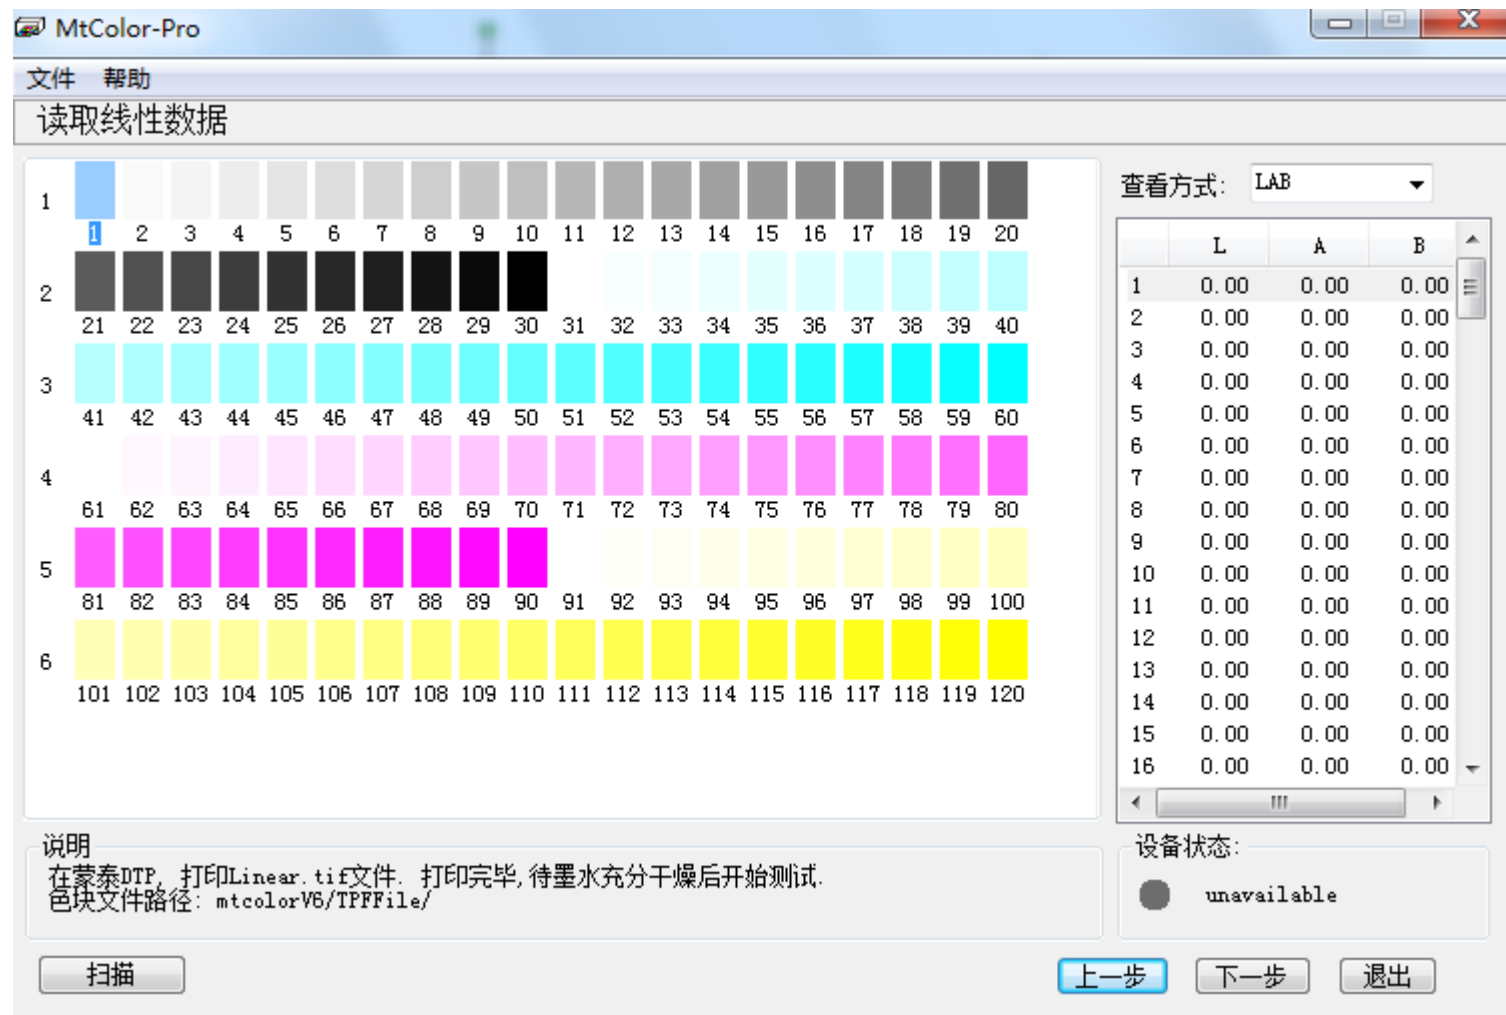 MtColor-Pro
文件 帮助
读取线性数据
1
1 2 3 4 5 6 7 8 9 10 11 12 13 14 15 16 17 18 19 20
2
21 22 23 24 25 26 27 28 29 30 31 32 33 34 35 36 37 38 39 40
3
41 42 43 44 45 46 47 48 49 50 51 52 53 54 55 56 57 58 59 60
4
61 62 63 64 65 66 67 68 69 70 71 72 73 74 75 76 77 78 79 80
5
81 82 83 84 85 86 87 88 89 90 91 92 93 94 95 96 97 98 99 100
6
101 102 103 104 105 106 107 108 109 110 111 112 113 114 115 116 117 118 119 120
查看方式: LAB
L A B
1 0.00 0.00 0.00
2 0.00 0.00 0.00
3 0.00 0.00 0.00
4 0.00 0.00 0.00
5 0.00 0.00 0.00
6 0.00 0.00 0.00
7 0.00 0.00 0.00
8 0.00 0.00 0.00
9 0.00 0.00 0.00
10 0.00 0.00 0.00
11 0.00 0.00 0.00
12 0.00 0.00 0.00
13 0.00 0.00 0.00
14 0.00 0.00 0.00
15 0.00 0.00 0.00
16 0.00 0.00 0.00
说明
在蒙泰DTP, 打印Linear.tif文件. 打印完毕,待墨水充分干燥后开始测试.
色块文件路径: mtcolorV6/TPFFile/
设备状态:
unavailable
扫描
上一步 下一步 退出